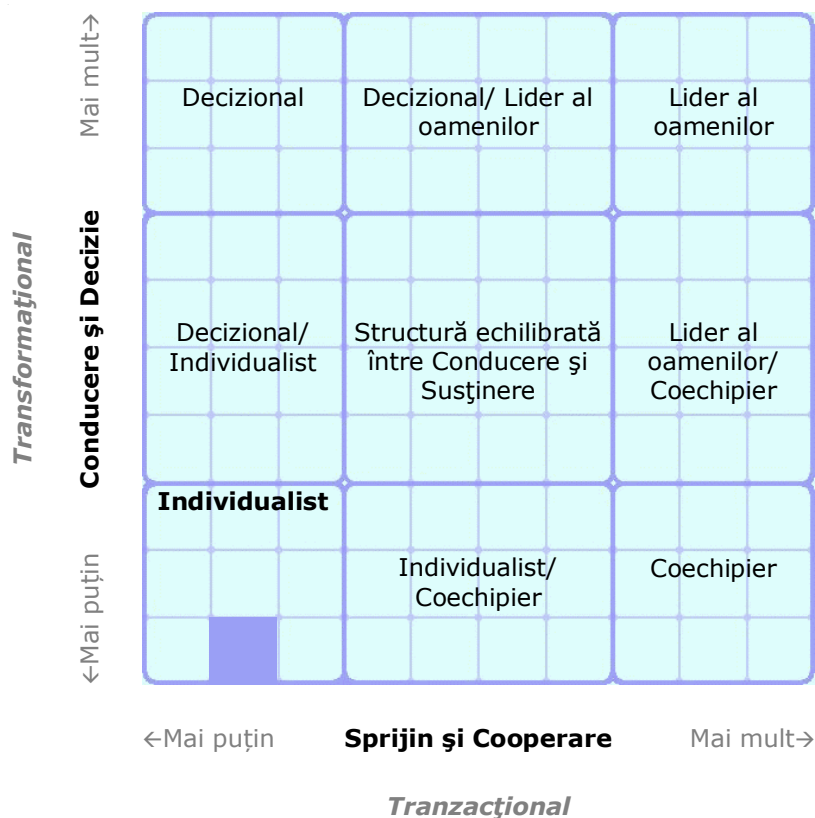 Mai mult→
Decizional
Decizional/ Lider al
oamenilor
Lider al
oamenilor
Transformaţional
Conducere şi Decizie
Decizional/
Individualist
Structură echilibrată
între Conducere şi
Susţinere
Lider al
oamenilor/
Coechipier
Individualist
Individualist/
Coechipier
Coechipier
←Mai puțin
←Mai puțin
Sprijin şi Cooperare
Mai mult→
Tranzacţional